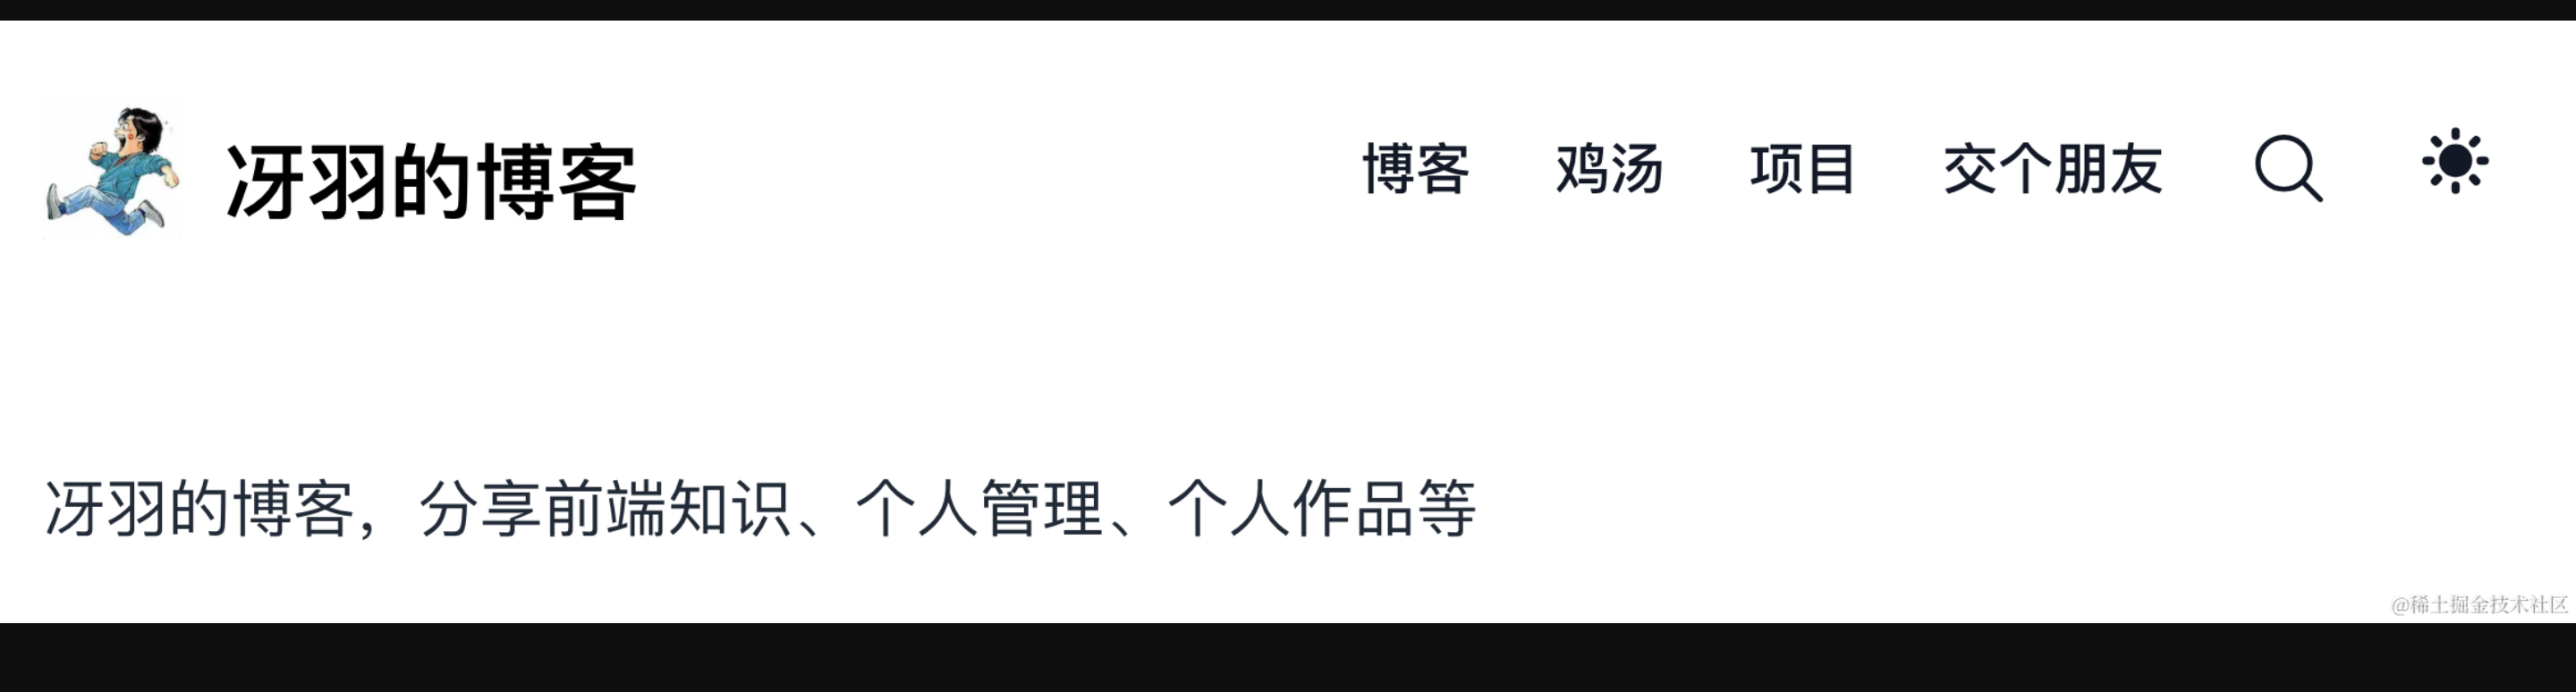 冴羽的博客
博客 鸡汤 项目 交个朋友
冴羽的博客，分享前端知识、个人管理、个人作品等
@稀土掘金技术社区